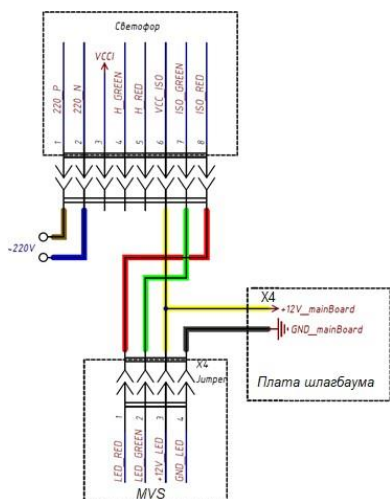 Светофор
220_P
220_N
VCCI
H_GREEN
H_RED
VCC_ISO
ISO_GREEN
ISO_RED
1 2 3 4 5 6 7 8
~220V
X4
+12V_mainBoard
GND_mainBoard
Плата шлагбаума
X4
Jumper
1 2 3 4
LED_RED
LED_GREEN
+12V_LED
GND_LED
MVS